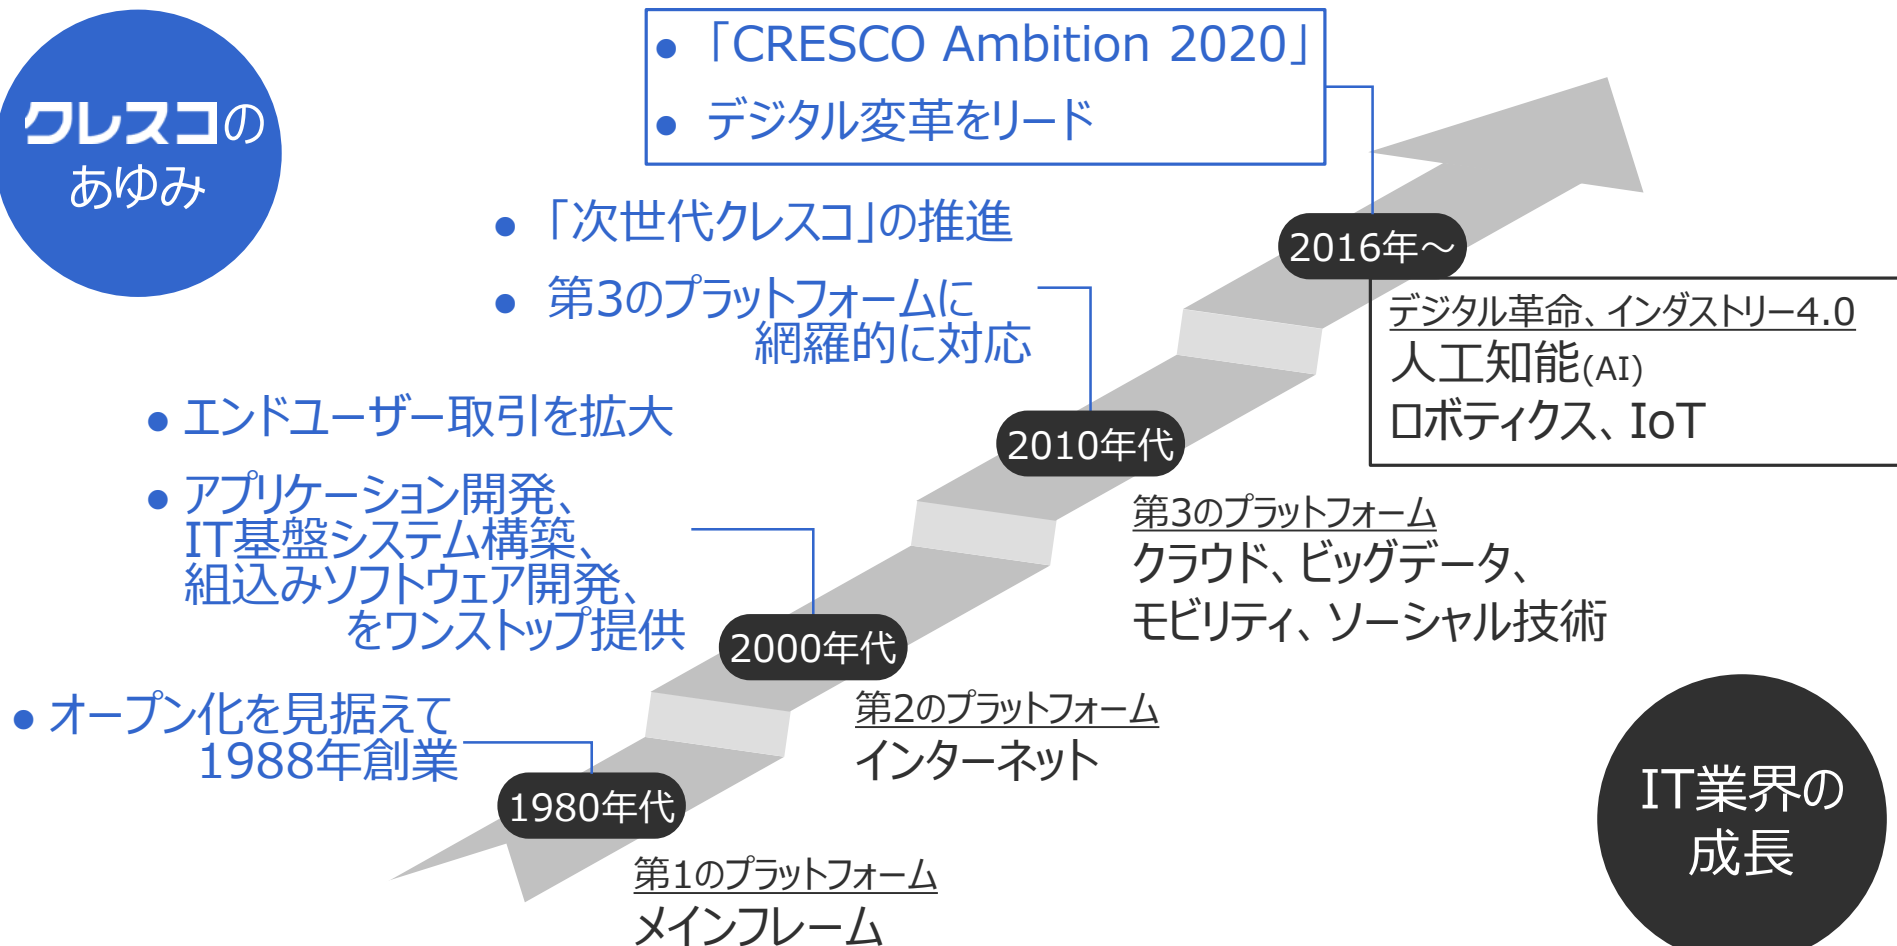 クレスコの
あゆみ
● 「CRESCO Ambition 2020」
● デジタル変革をリード
● 「次世代クレスコ」の推進
● 第3のプラットフォームに
網羅的に対応
● エンドユーザー取引を拡大
● アプリケーション開発、
IT基盤システム構築、
組込みソフトウェア開発、
をワンストップ提供
● オープン化を見据えて
1988年創業
2016年～
デジタル革命、インダストリー4.0
人工知能(AI)
ロボティクス、IoT
2010年代
第3のプラットフォーム
クラウド、ビッグデータ、
モビリティ、ソーシャル技術
2000年代
第2のプラットフォーム
インターネット
1980年代
第1のプラットフォーム
メインフレーム
IT業界の
成長